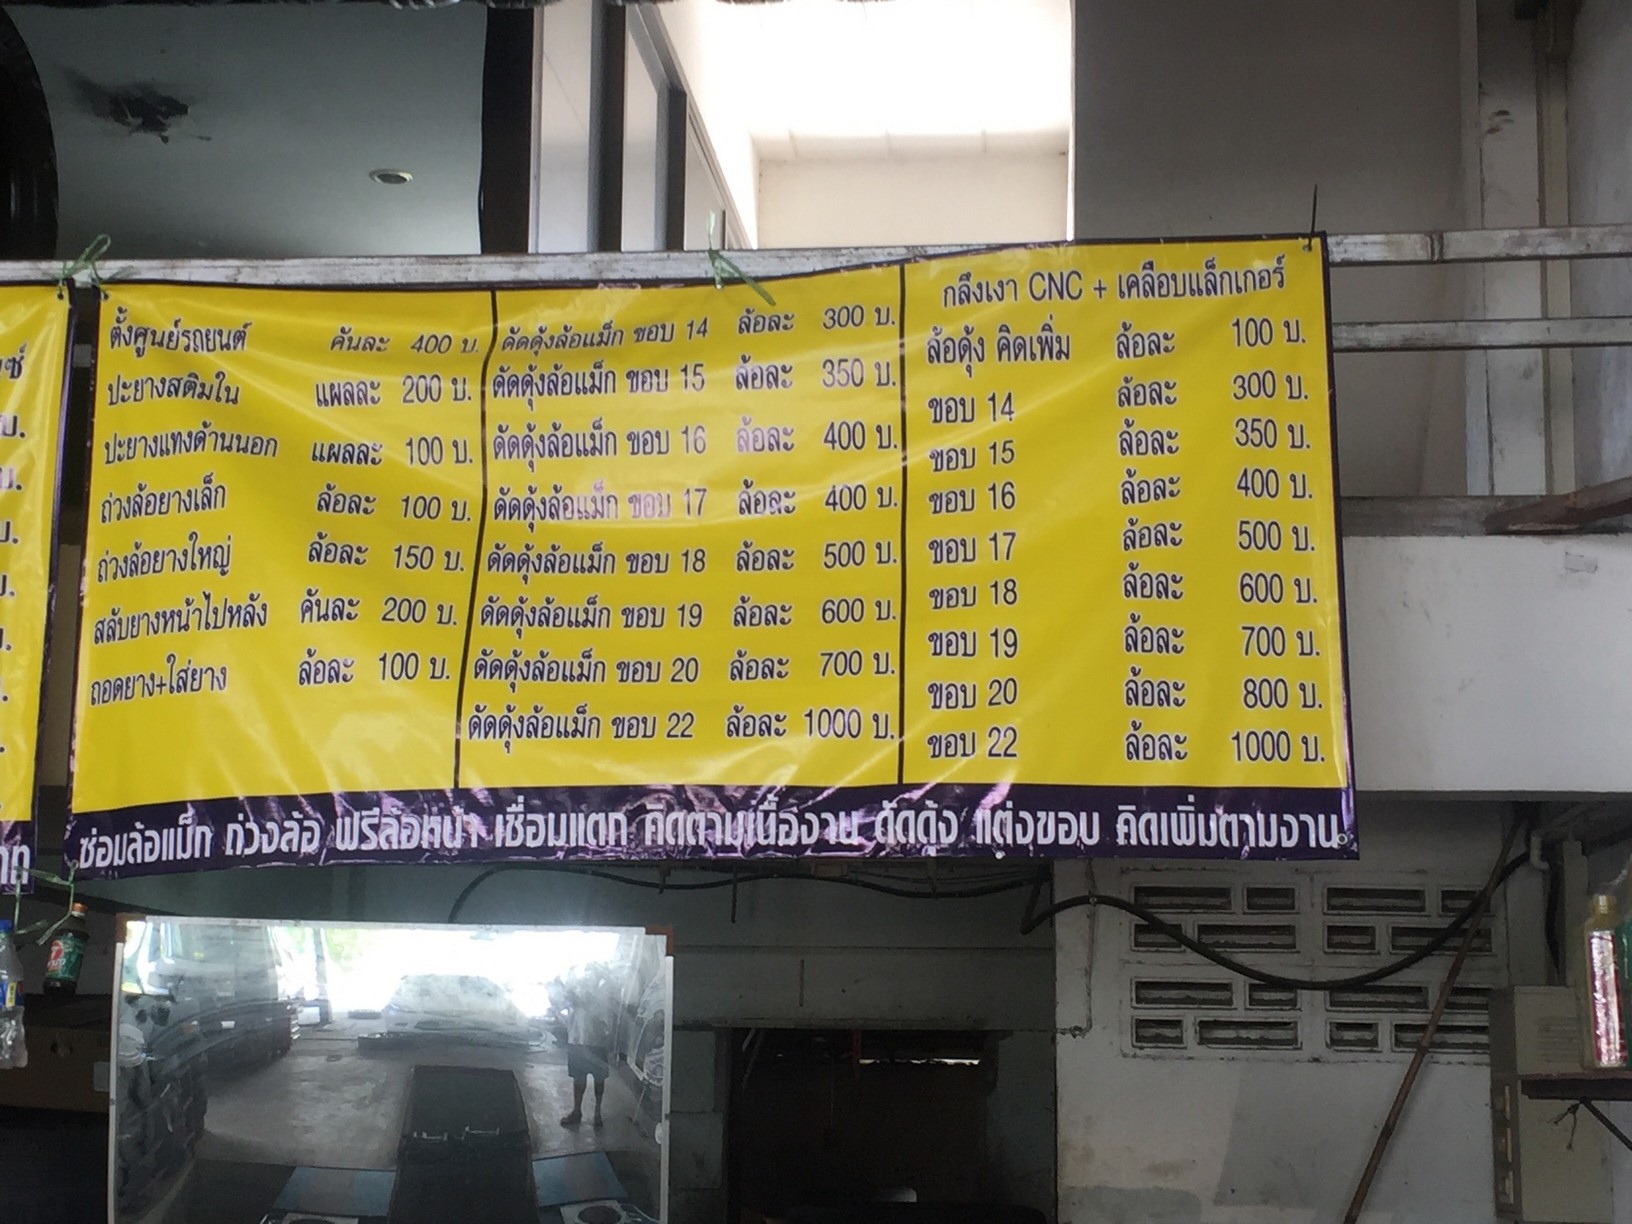 ตั้งศูนย์รถยนต์ คันละ 400 บ.
ปะยางสติมใน แผลละ 200 บ.
ปะยางแทงด้านนอก แผลละ 100 บ.
ถ่วงล้อยางเล็ก ล้อละ 100 บ.
ถ่วงล้อยางใหญ่ ล้อละ 150 บ.
สลับยางหน้าไปหลัง คันละ 200 บ.
ถอดยาง+ใส่ยาง ล้อละ 100 บ.
ดัดดุ้งล้อแม็ก ขอบ 14 ล้อละ 300 บ.
ดัดดุ้งล้อแม็ก ขอบ 15 ล้อละ 350 บ.
ดัดดุ้งล้อแม็ก ขอบ 16 ล้อละ 400 บ.
ดัดดุ้งล้อแม็ก ขอบ 17 ล้อละ 400 บ.
ดัดดุ้งล้อแม็ก ขอบ 18 ล้อละ 500 บ.
ดัดดุ้งล้อแม็ก ขอบ 19 ล้อละ 600 บ.
ดัดดุ้งล้อแม็ก ขอบ 20 ล้อละ 700 บ.
ดัดดุ้งล้อแม็ก ขอบ 22 ล้อละ 1000 บ.
กลึงเงา CNC + เคลือบแล็กเกอร์
ล้อดุ้ง คิดเพิ่ม ล้อละ 100 บ.
ขอบ 14 ล้อละ 300 บ.
ขอบ 15 ล้อละ 350 บ.
ขอบ 16 ล้อละ 400 บ.
ขอบ 17 ล้อละ 500 บ.
ขอบ 18 ล้อละ 600 บ.
ขอบ 19 ล้อละ 700 บ.
ขอบ 20 ล้อละ 800 บ.
ขอบ 22 ล้อละ 1000 บ.
ซ่อมล้อแม็ก ถ่วงล้อ ฟรีล้อหน้า เชื่อมแตก คิดตามเนื้องาน ดัดดุ้ง แต่งขอบ คิดเพิ่มตามงาน